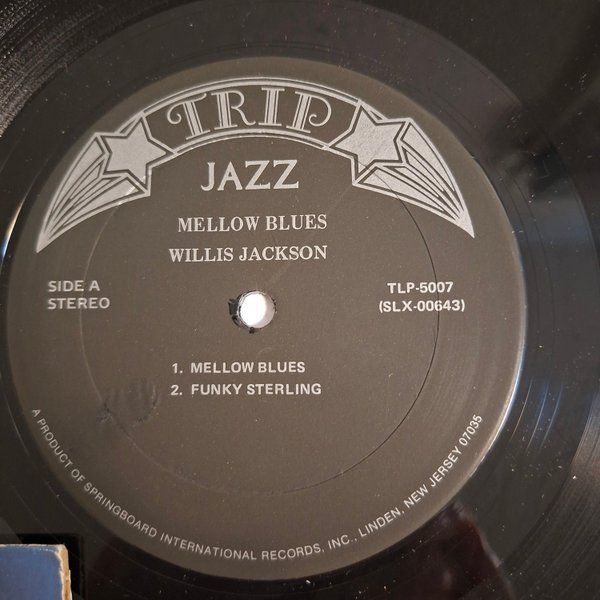 TRIP
JAZZ
MELLOW BLUES
WILLIS JACKSON
SIDE A
STEREO
TLP-5007
(SLX-00643)
1. MELLOW BLUES
2. FUNKY STERLING
A PRODUCT OF SPRINGBOARD INTERNATIONAL RECORDS, INC., LINDEN, NEW JERSEY 07035